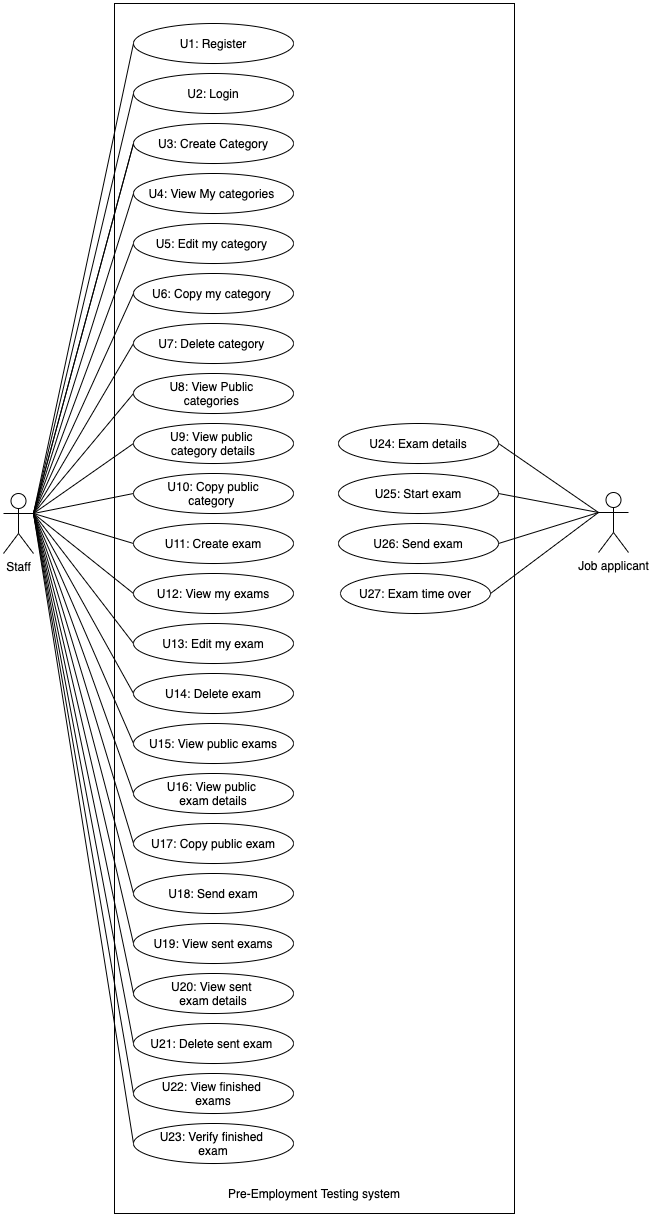 U1: Register
U2: Login
U3: Create Category
U4: View My categories
U5: Edit my category
U6: Copy my category
U7: Delete category
U8: View Public
categories
U9: View public
category details
U10: Copy public
category
U11: Create exam
U12: View my exams
U13: Edit my exam
U14: Delete exam
U15: View public exams
U16: View public
exam details
U17: Copy public exam
U18: Send exam
U19: View sent exams
U20: View sent
exam details
U21: Delete sent exam
U22: View finished
exams
U23: Verify finished
exam
U24: Exam details
U25: Start exam
U26: Send exam
U27: Exam time over
Staff
Job applicant
Pre-Employment Testing system